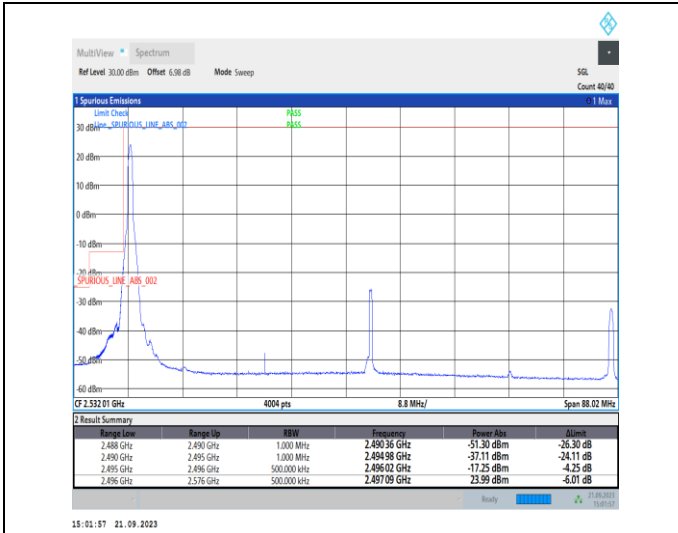 MultiView Spectrum
Ref Level 30.00 dBm Offset 6.98 dB Mode Sweep SGL
Count 40/40
1 Spurious Emissions 1 Max
Limit Check PASS
Line _SPURIOUS_LINE_ABS_002 PASS
30 dBm
20 dBm
10 dBm
0 dBm
-10 dBm
-20 dBm
_SPURIOUS_LINE_ABS_002
-30 dBm
-40 dBm
-50 dBm
-60 dBm
CF 2.532 01 GHz 4004 pts 8.8 MHz/ Span 88.02 MHz
2 Result Summary
Range Low Range Up RBW Frequency Power Abs ΔLimit
2.488 GHz 2.490 GHz 1.000 MHz 2.490 36 GHz -51.30 dBm -26.30 dB
2.490 GHz 2.495 GHz 1.000 MHz 2.494 98 GHz -37.11 dBm -24.11 dB
2.495 GHz 2.496 GHz 500.000 kHz 2.496 02 GHz -17.25 dBm -4.25 dB
2.496 GHz 2.576 GHz 500.000 kHz 2.497 09 GHz 23.99 dBm -6.01 dB
Ready 21.09.2023
15:01:57
15:01:57 21.09.2023